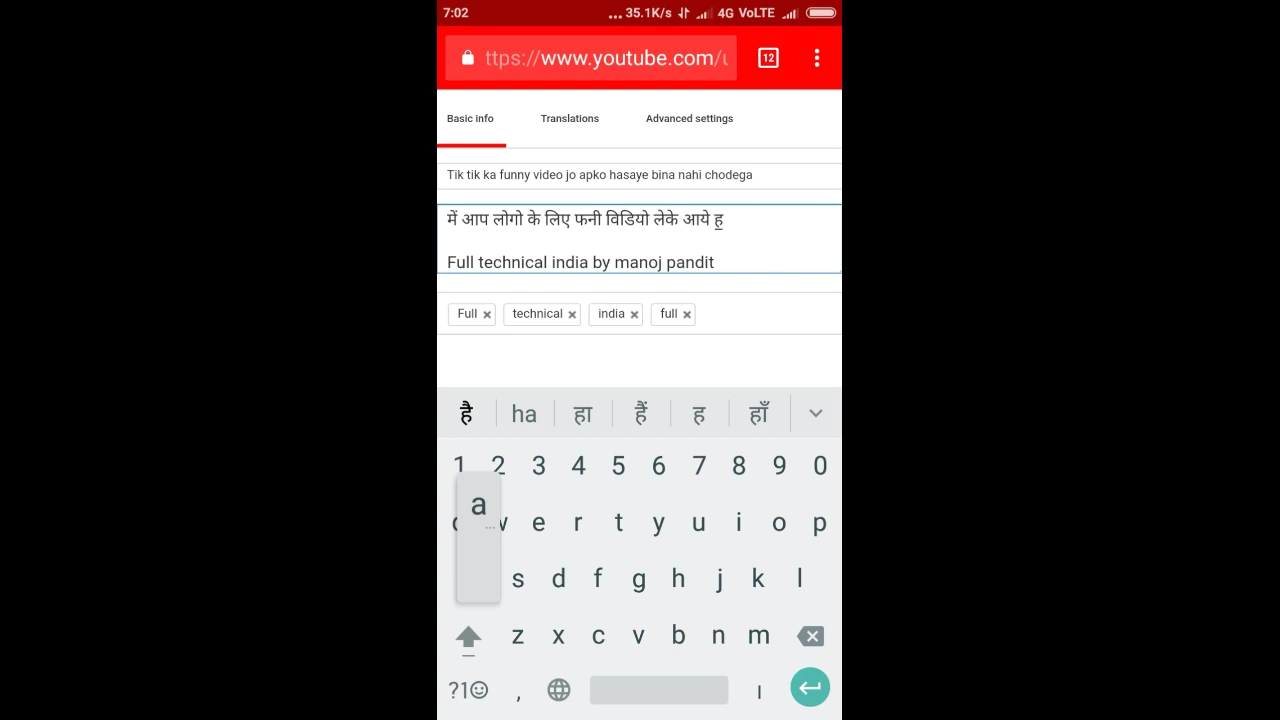 7:02 ... 35.1K/s 4G VoLTE
ttps://www.youtube.com/u 12
Basic info Translations Advanced settings
Tik tik ka funny video jo apko hasaye bina nahi chodega
में आप लोगो के लिए फनी विडियो लेके आये ह
Full technical india by manoj pandit
Full × technical × india × full ×
है ha हा हैं ह हाँ
1 2 3 4 5 6 7 8 9 0
a
w e r t y u i o p
s d f g h j k l
z x c v b n m
?1☺ , ।